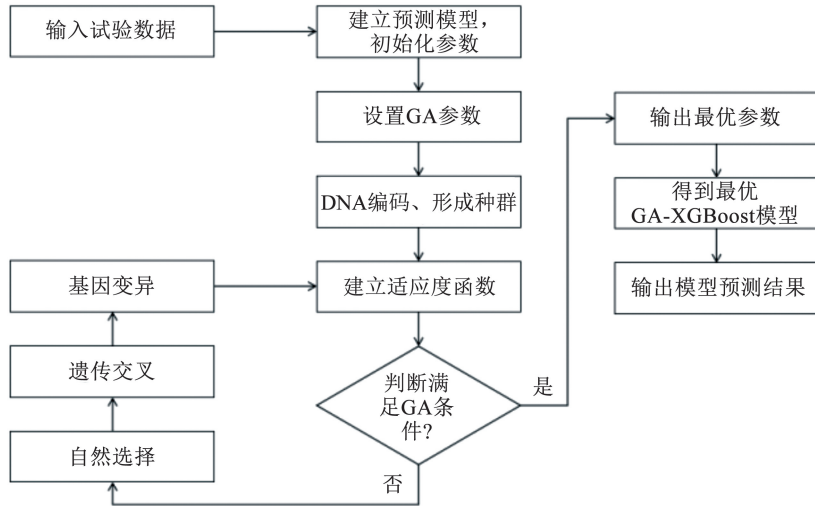 输入试验数据
建立预测模型，
初始化参数
设置GA参数
DNA编码、形成种群
建立适应度函数
判断满
足GA条
件?
是
否
自然选择
遗传交叉
基因变异
输出最优参数
得到最优
GA-XGBoost模型
输出模型预测结果